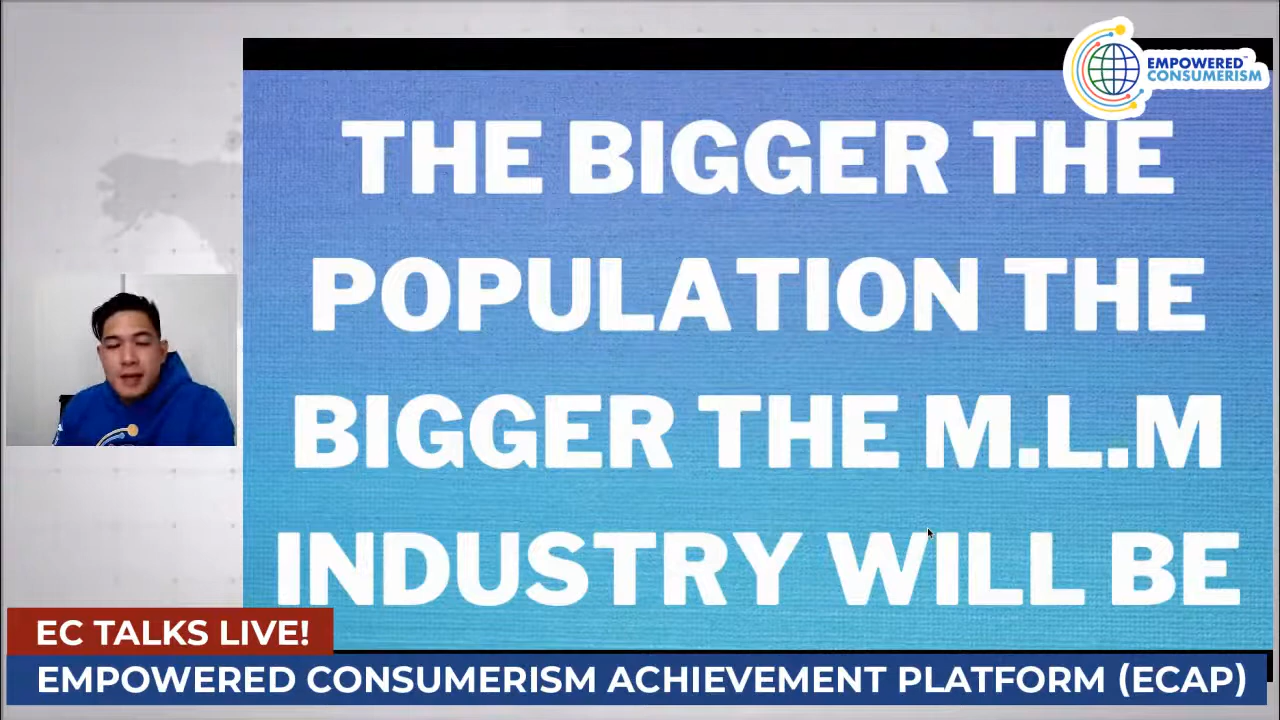 EMPOWERED™
CONSUMERISM
THE BIGGER THE
POPULATION THE
BIGGER THE M.L.M
INDUSTRY WILL BE
EC TALKS LIVE!
EMPOWERED CONSUMERISM ACHIEVEMENT PLATFORM (ECAP)